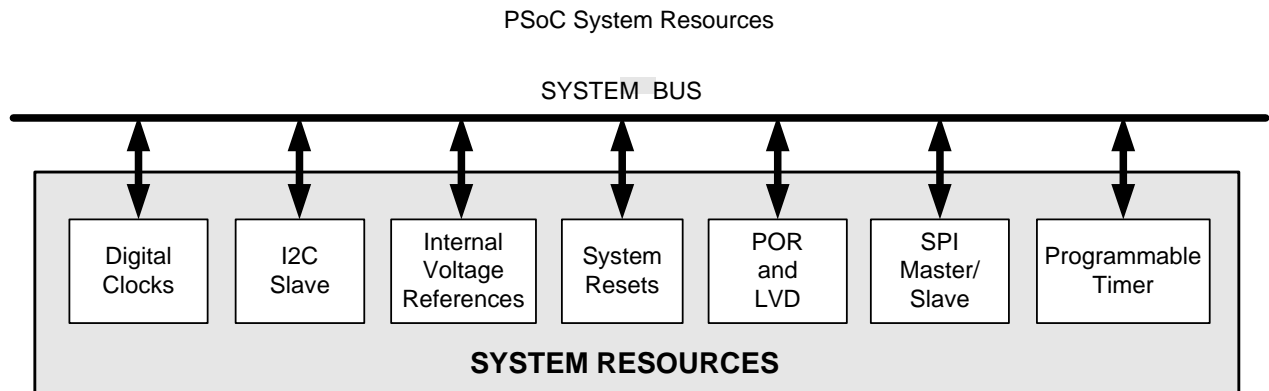 PSoC System Resources
SYSTEM BUS
Digital
Clocks
I2C
Slave
Internal
Voltage
References
System
Resets
POR
and
LVD
SPI
Master/
Slave
Programmable
Timer
SYSTEM RESOURCES